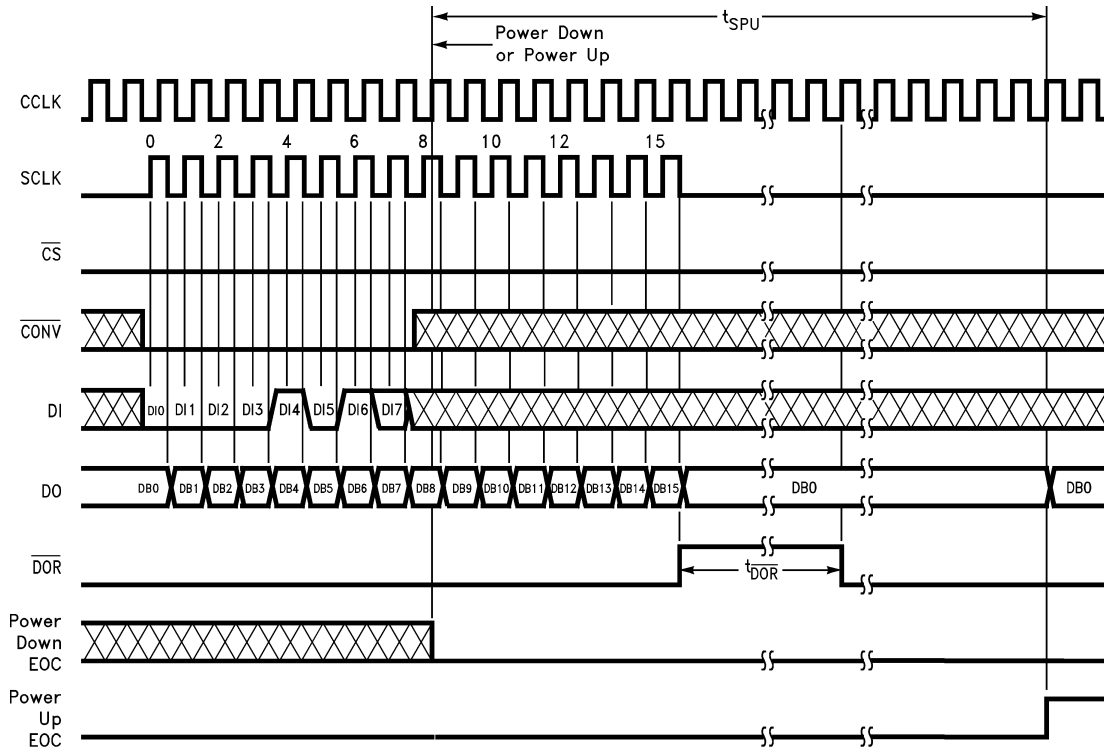 tSPU
Power Down
or Power Up
CCLK
0 2 4 6 8 10 12 15
SCLK
CS
CONV
DI
DI0 DI1 DI2 DI3 DI4 DI5 DI6 DI7
DO
DB0 DB1 DB2 DB3 DB4 DB5 DB6 DB7 DB8 DB9 DB10 DB11 DB12 DB13 DB14 DB15 DB0 DB0
DOR
tDOR
Power
Down
EOC
Power
Up
EOC